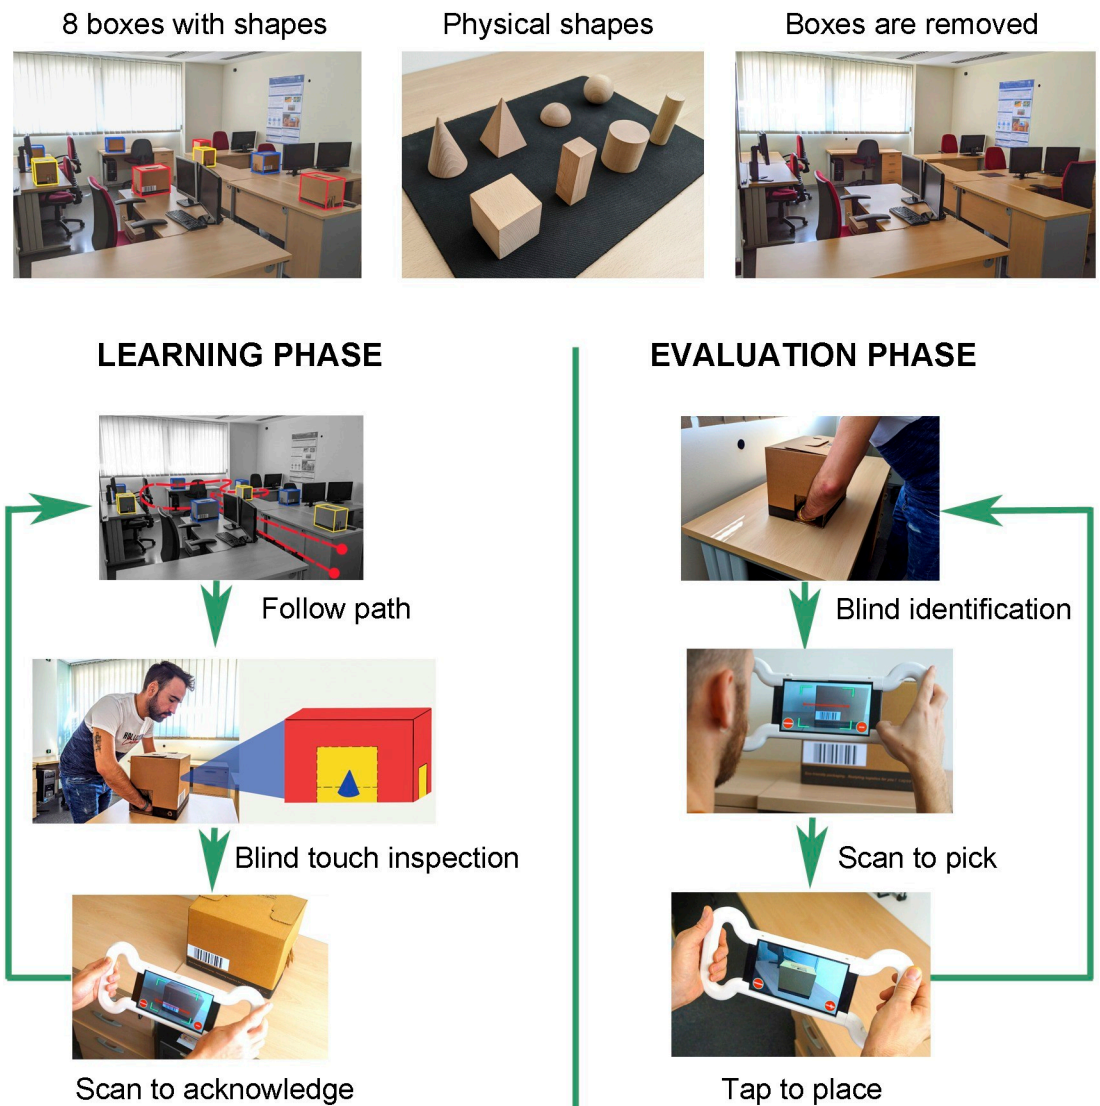 8 boxes with shapes
Physical shapes
Boxes are removed
LEARNING PHASE
EVALUATION PHASE
Follow path
Blind identification
Blind touch inspection
Scan to pick
Scan to acknowledge
Tap to place